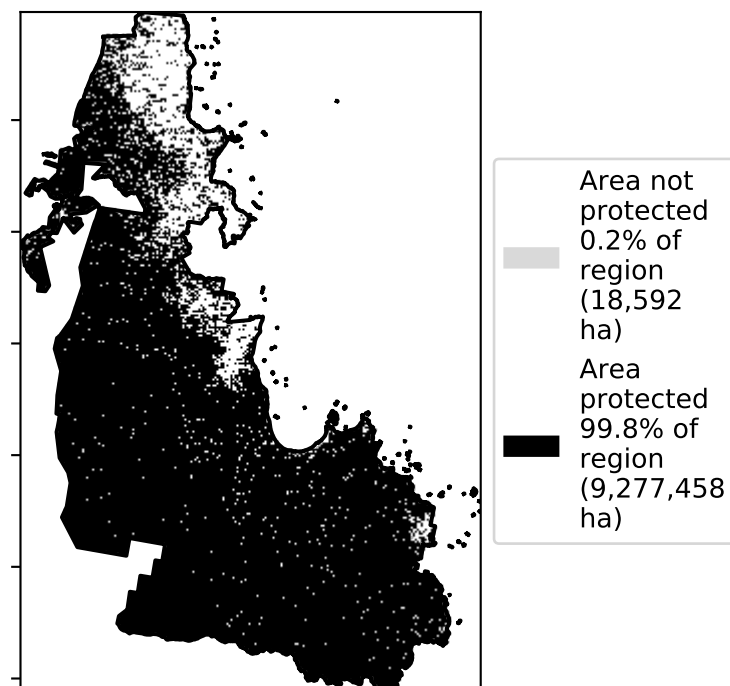 Area not
protected
0.2% of
region
(18,592
ha)
Area
protected
99.8% of
region
(9,277,458
ha)